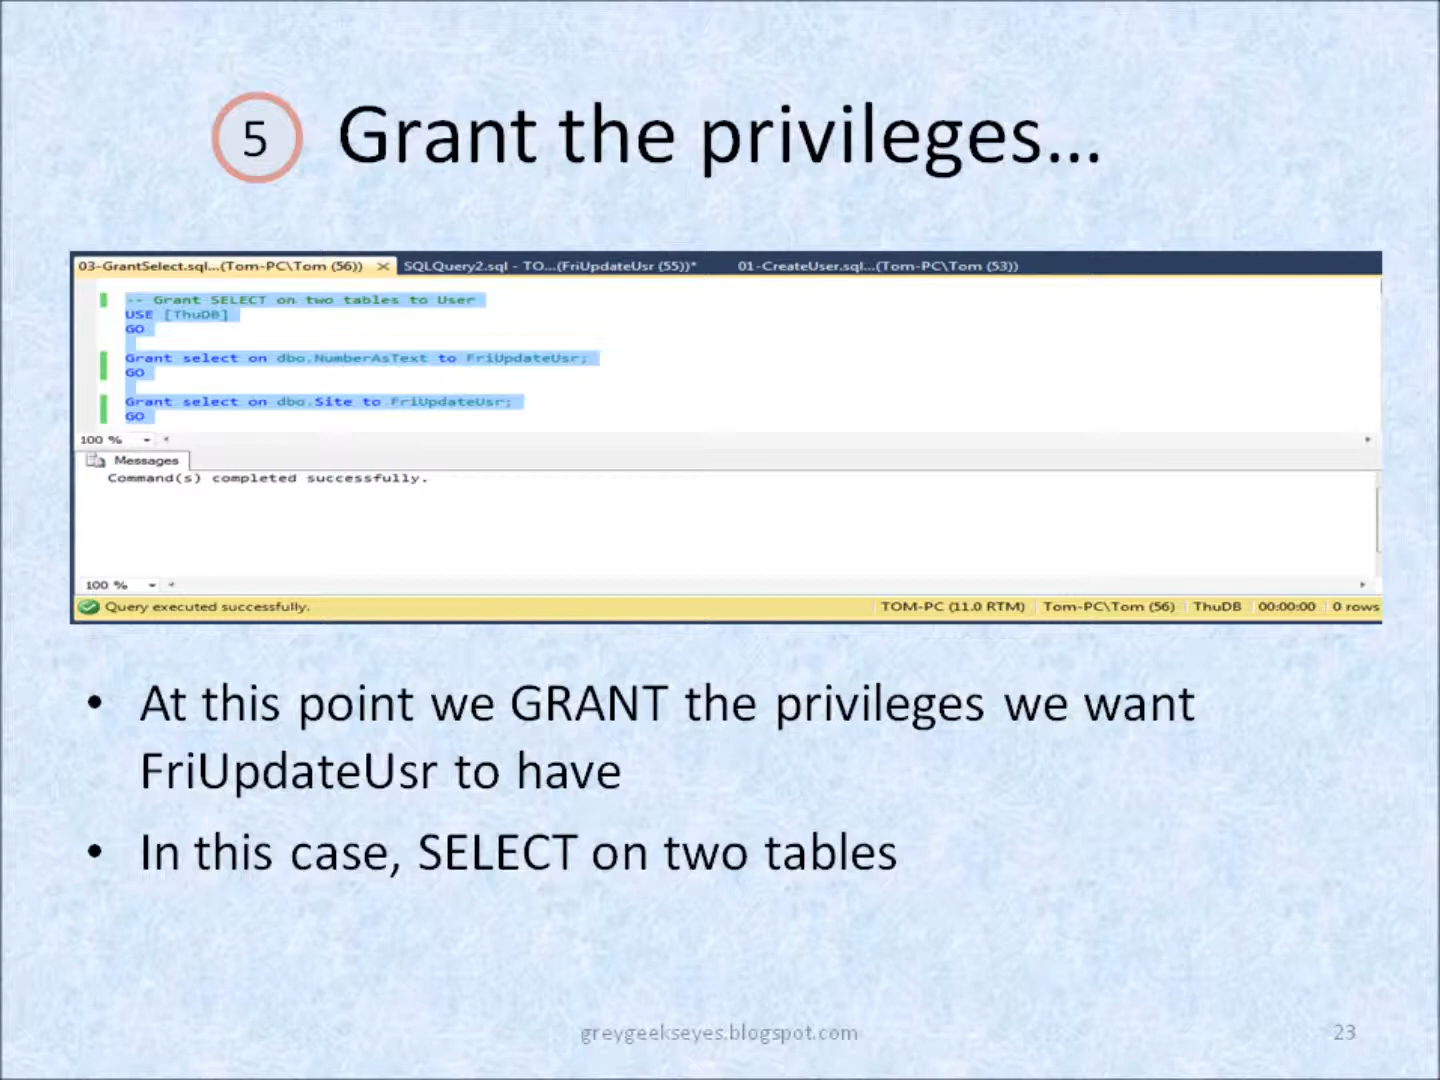 5 Grant the privileges...
03-GrantSelect.sql...(Tom-PC\Tom (56)) SQLQuery2.sql - TO...(FriUpdateUsr (55))* 01-CreateUser.sql...(Tom-PC\Tom (53))
-- Grant SELECT on two tables to User
USE [ThuDB]
GO
Grant select on dbo.NumberAsText to FriUpdateUsr;
GO
Grant select on dbo.Site to FriUpdateUsr;
GO
100 %
Messages
Command(s) completed successfully.
100 %
Query executed successfully. TOM-PC (11.0 RTM) Tom-PC\Tom (56) ThuDB 00:00:00 0 rows
• At this point we GRANT the privileges we want
FriUpdateUsr to have
• In this case, SELECT on two tables
greygeekseyes.blogspot.com 23